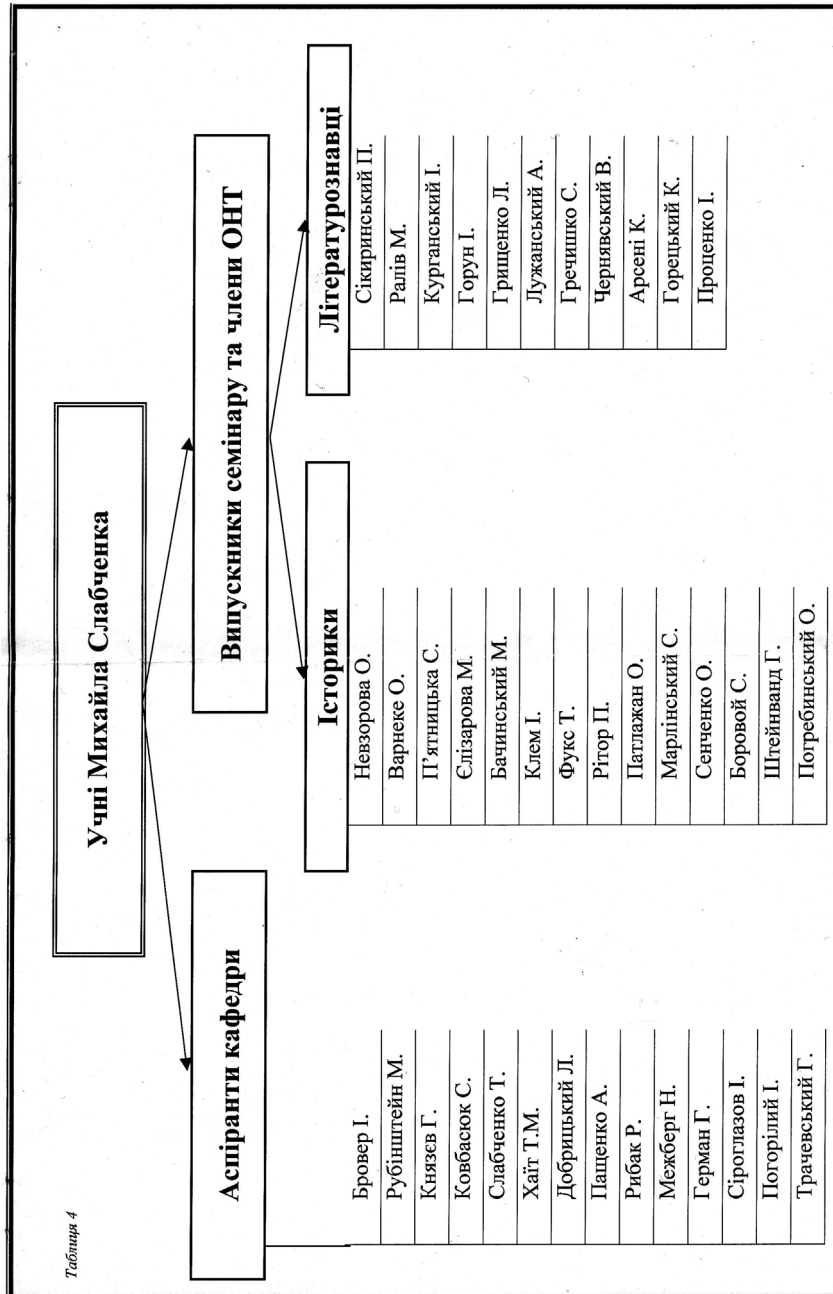 Таблиця 4
Учні Михайла Слабченка
Аспіранти кафедри
Випускники семінару та члени ОНТ
Історики
Літературознавці
Бровер І.
Рубінштейн М.
Князєв Г.
Ковбасюк С.
Слабченко Т.
Хаїт Т.М.
Добрицький Л.
Пащенко А.
Рибак Р.
Межберг Н.
Герман Г.
Сіроглазов І.
Погорілий І.
Трачевський Г.
Невзорова О.
Варнеке О.
П’ятницька С.
Єлізарова М.
Бачинський М.
Клем І.
Фукс Т.
Рітор П.
Патлажан О.
Марлінський С.
Сенченко О.
Боровой С.
Штейнванд Г.
Погребинський О.
Сікиринський П.
Ралів М.
Курганський І.
Горун І.
Грищенко Л.
Лужанський А.
Гречишко С.
Чернявський В.
Арсені К.
Горецький К.
Проценко І.